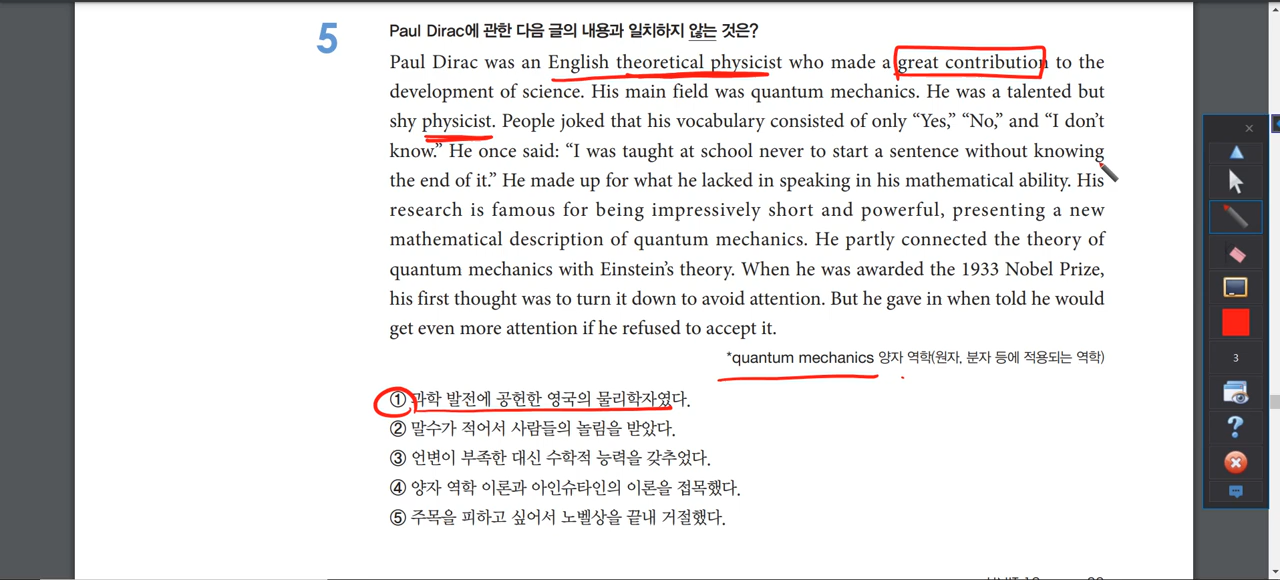 5
Paul Dirac에 관한 다음 글의 내용과 일치하지 않는 것은?
Paul Dirac was an English theoretical physicist who made a great contribution to the
development of science. His main field was quantum mechanics. He was a talented but
shy physicist. People joked that his vocabulary consisted of only “Yes,” “No,” and “I don’t
know.” He once said: “I was taught at school never to start a sentence without knowing
the end of it.” He made up for what he lacked in speaking in his mathematical ability. His
research is famous for being impressively short and powerful, presenting a new
mathematical description of quantum mechanics. He partly connected the theory of
quantum mechanics with Einstein’s theory. When he was awarded the 1933 Nobel Prize,
his first thought was to turn it down to avoid attention. But he gave in when told he would
get even more attention if he refused to accept it.
*quantum mechanics 양자 역학(원자, 분자 등에 적용되는 역학)
① 과학 발전에 공헌한 영국의 물리학자였다.
② 말수가 적어서 사람들의 놀림을 받았다.
③ 언변이 부족한 대신 수학적 능력을 갖추었다.
④ 양자 역학 이론과 아인슈타인의 이론을 접목했다.
⑤ 주목을 피하고 싶어서 노벨상을 끝내 거절했다.
3